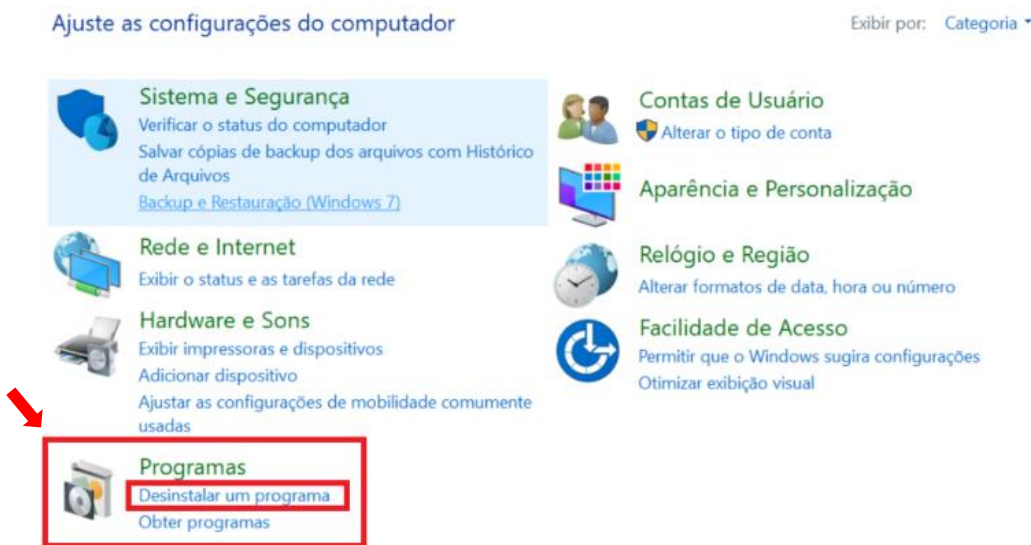 Ajuste as configurações do computador
Exibir por: Categoria
Sistema e Segurança
Verificar o status do computador
Salvar cópias de backup dos arquivos com Histórico
de Arquivos
Backup e Restauração (Windows 7)
Rede e Internet
Exibir o status e as tarefas da rede
Hardware e Sons
Exibir impressoras e dispositivos
Adicionar dispositivo
Ajustar as configurações de mobilidade comumente
usadas
Programas
Desinstalar um programa
Obter programas
Contas de Usuário
Alterar o tipo de conta
Aparência e Personalização
Relógio e Região
Alterar formatos de data, hora ou número
Facilidade de Acesso
Permitir que o Windows sugira configurações
Otimizar exibição visual